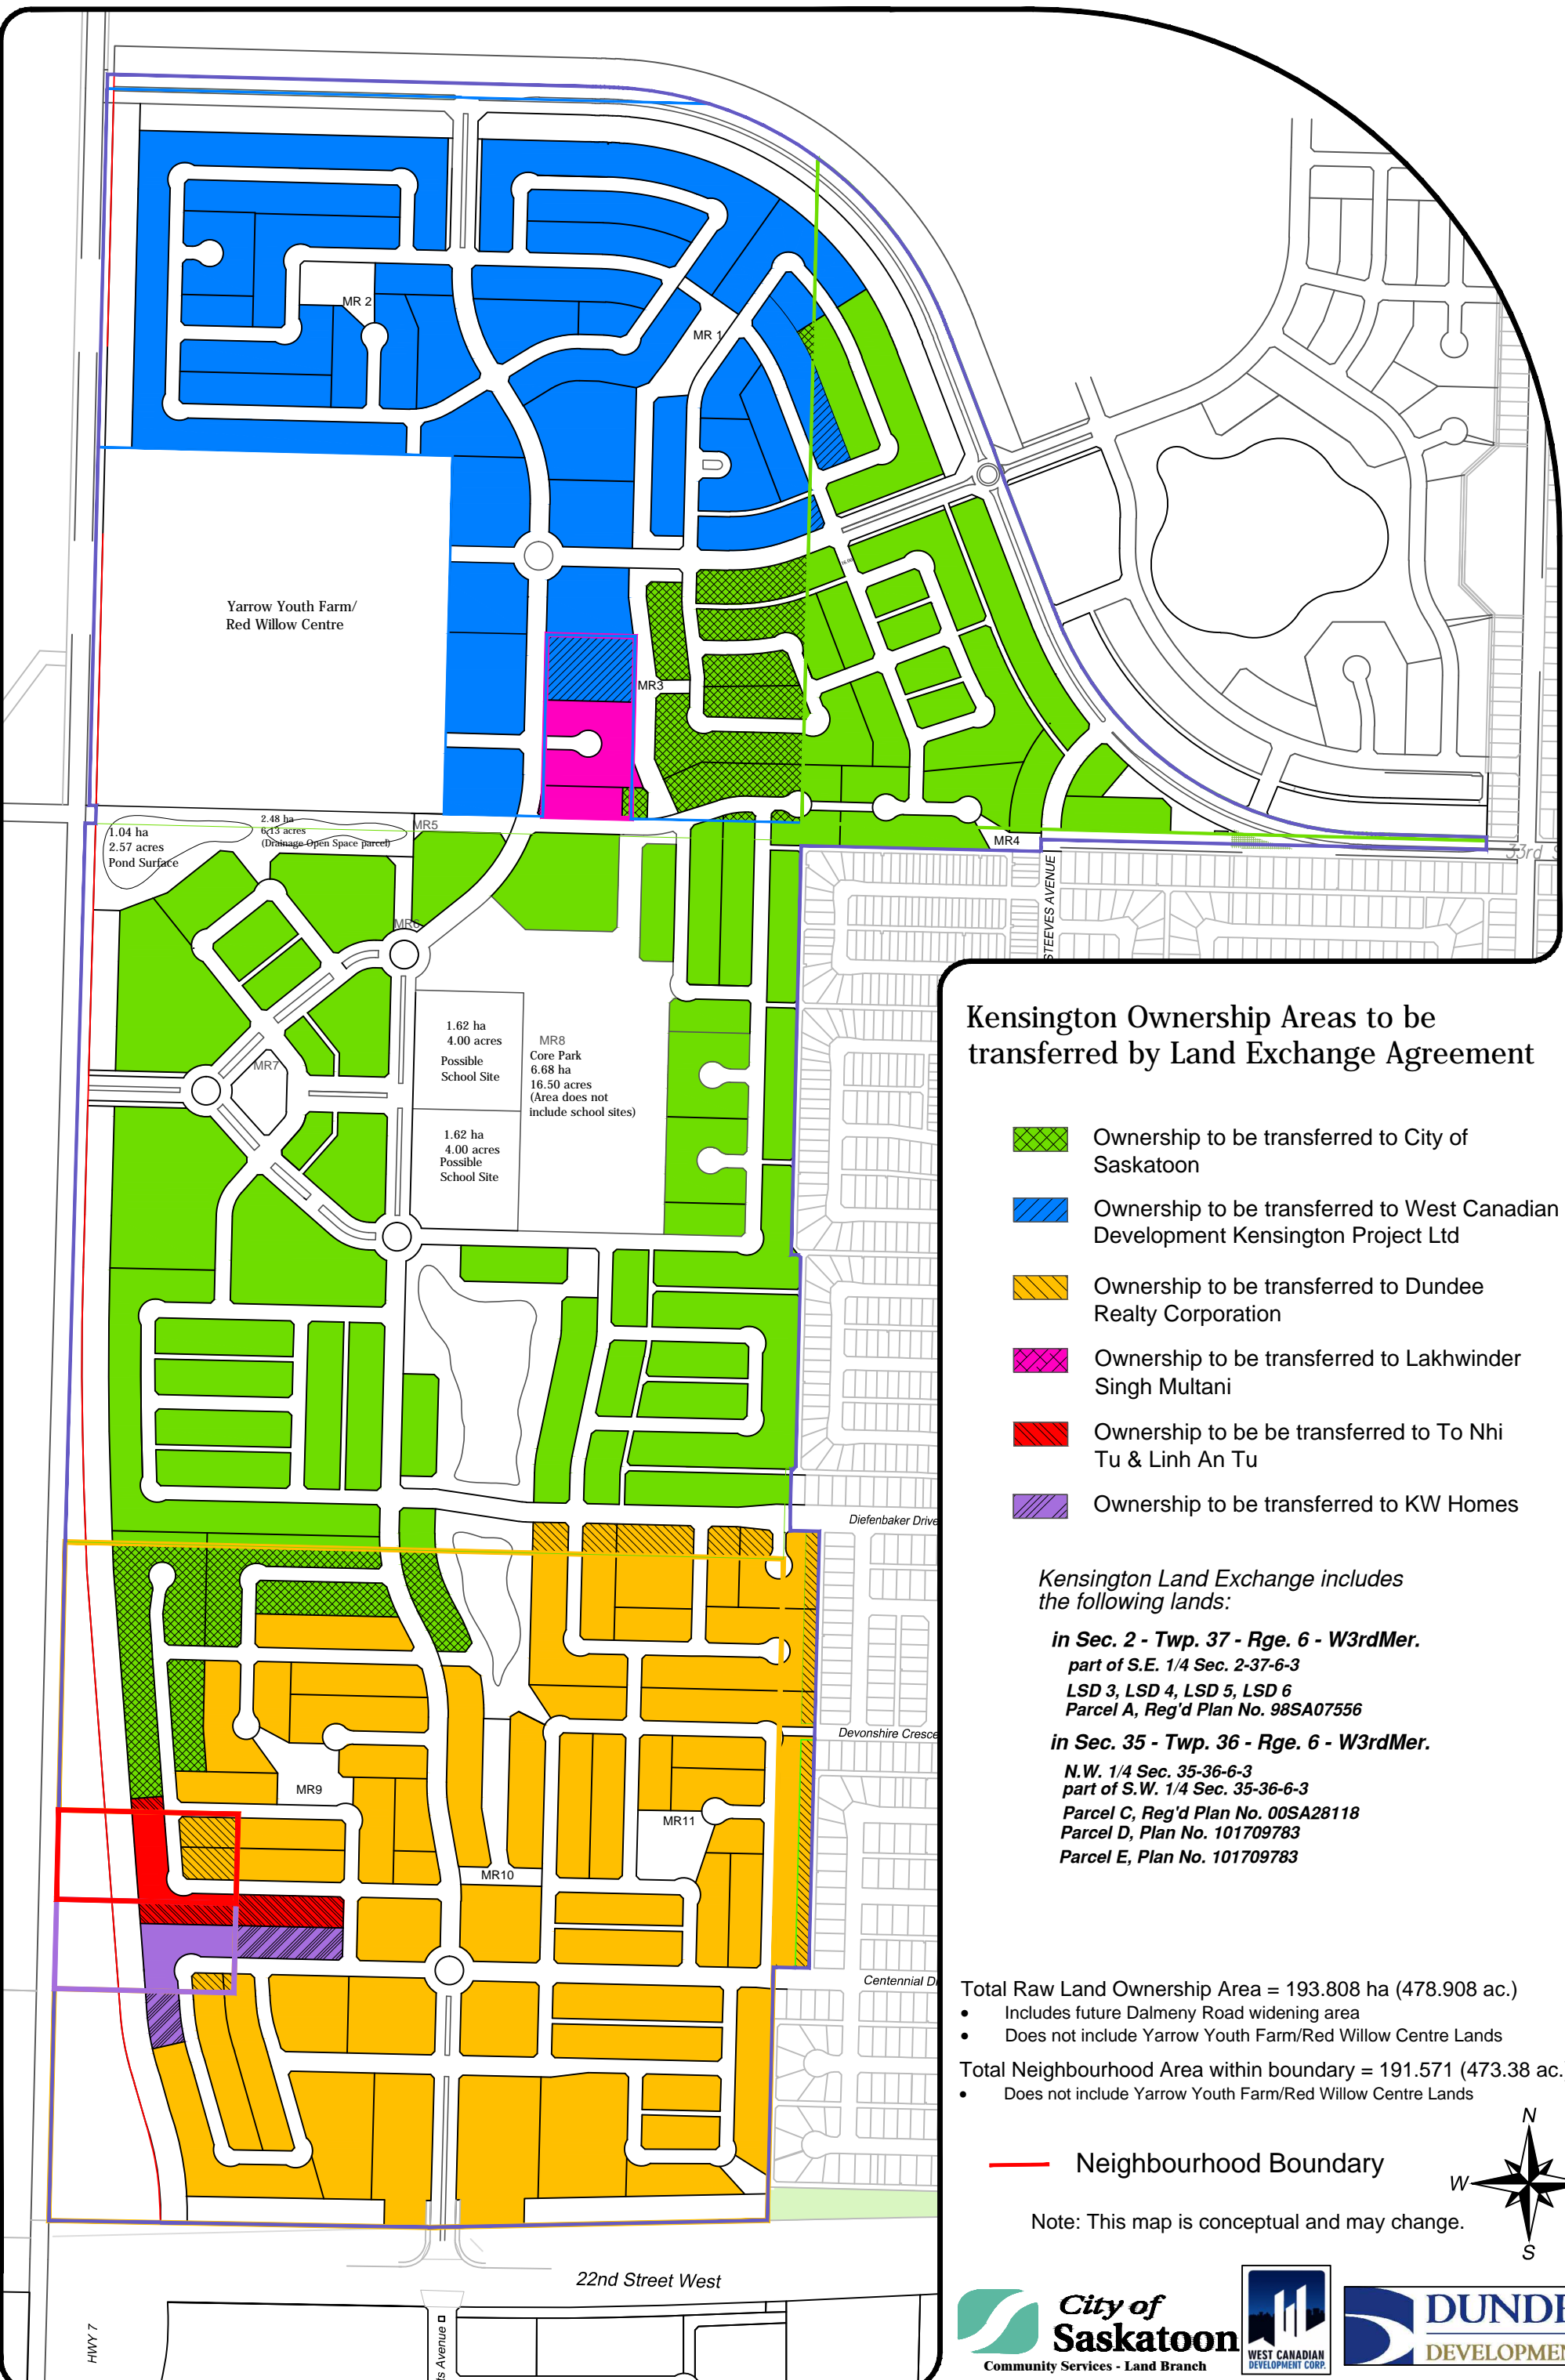 MR 2
MR 1
Yarrow Youth Farm/
Red Willow Centre
MR3
1.04 ha
2.57 acres
Pond Surface
2.48 ha
6.13 acres
(Drainage Open Space parcel)
MR5
MR4
33rd S
STEEVES AVENUE
MR6
MR7
1.62 ha
4.00 acres
Possible
School Site
MR8
Core Park
6.68 ha
16.50 acres
(Area does not
include school sites)
1.62 ha
4.00 acres
Possible
School Site
Diefenbaker Drive
Devonshire Cresce
MR9
MR11
MR10
Centennial D
22nd Street West
HWY 7
ts Avenue
Kensington Ownership Areas to be
transferred by Land Exchange Agreement
Ownership to be transferred to City of
Saskatoon
Ownership to be transferred to West Canadian
Development Kensington Project Ltd
Ownership to be transferred to Dundee
Realty Corporation
Ownership to be transferred to Lakhwinder
Singh Multani
Ownership to be be transferred to To Nhi
Tu & Linh An Tu
Ownership to be transferred to KW Homes
Kensington Land Exchange includes
the following lands:
in Sec. 2 - Twp. 37 - Rge. 6 - W3rdMer.
part of S.E. 1/4 Sec. 2-37-6-3
LSD 3, LSD 4, LSD 5, LSD 6
Parcel A, Reg'd Plan No. 98SA07556
in Sec. 35 - Twp. 36 - Rge. 6 - W3rdMer.
N.W. 1/4 Sec. 35-36-6-3
part of S.W. 1/4 Sec. 35-36-6-3
Parcel C, Reg'd Plan No. 00SA28118
Parcel D, Plan No. 101709783
Parcel E, Plan No. 101709783
Total Raw Land Ownership Area = 193.808 ha (478.908 ac.)
• Includes future Dalmeny Road widening area
• Does not include Yarrow Youth Farm/Red Willow Centre Lands
Total Neighbourhood Area within boundary = 191.571 (473.38 ac.
• Does not include Yarrow Youth Farm/Red Willow Centre Lands
N
W
S
Neighbourhood Boundary
Note: This map is conceptual and may change.
City of
Saskatoon
Community Services - Land Branch
WEST CANADIAN
DEVELOPMENT CORP.
DUNDE
DEVELOPMEN